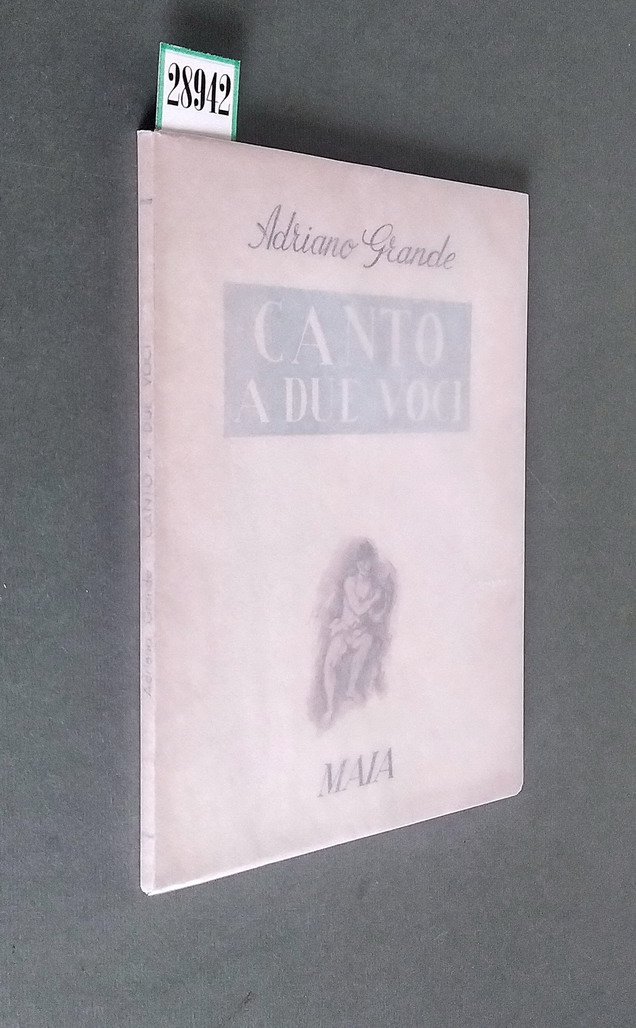 28942
Adriano Grande
CANTO
A DUE VOCI
MAIA
Adriano Grande CANTO A DUE VOCI